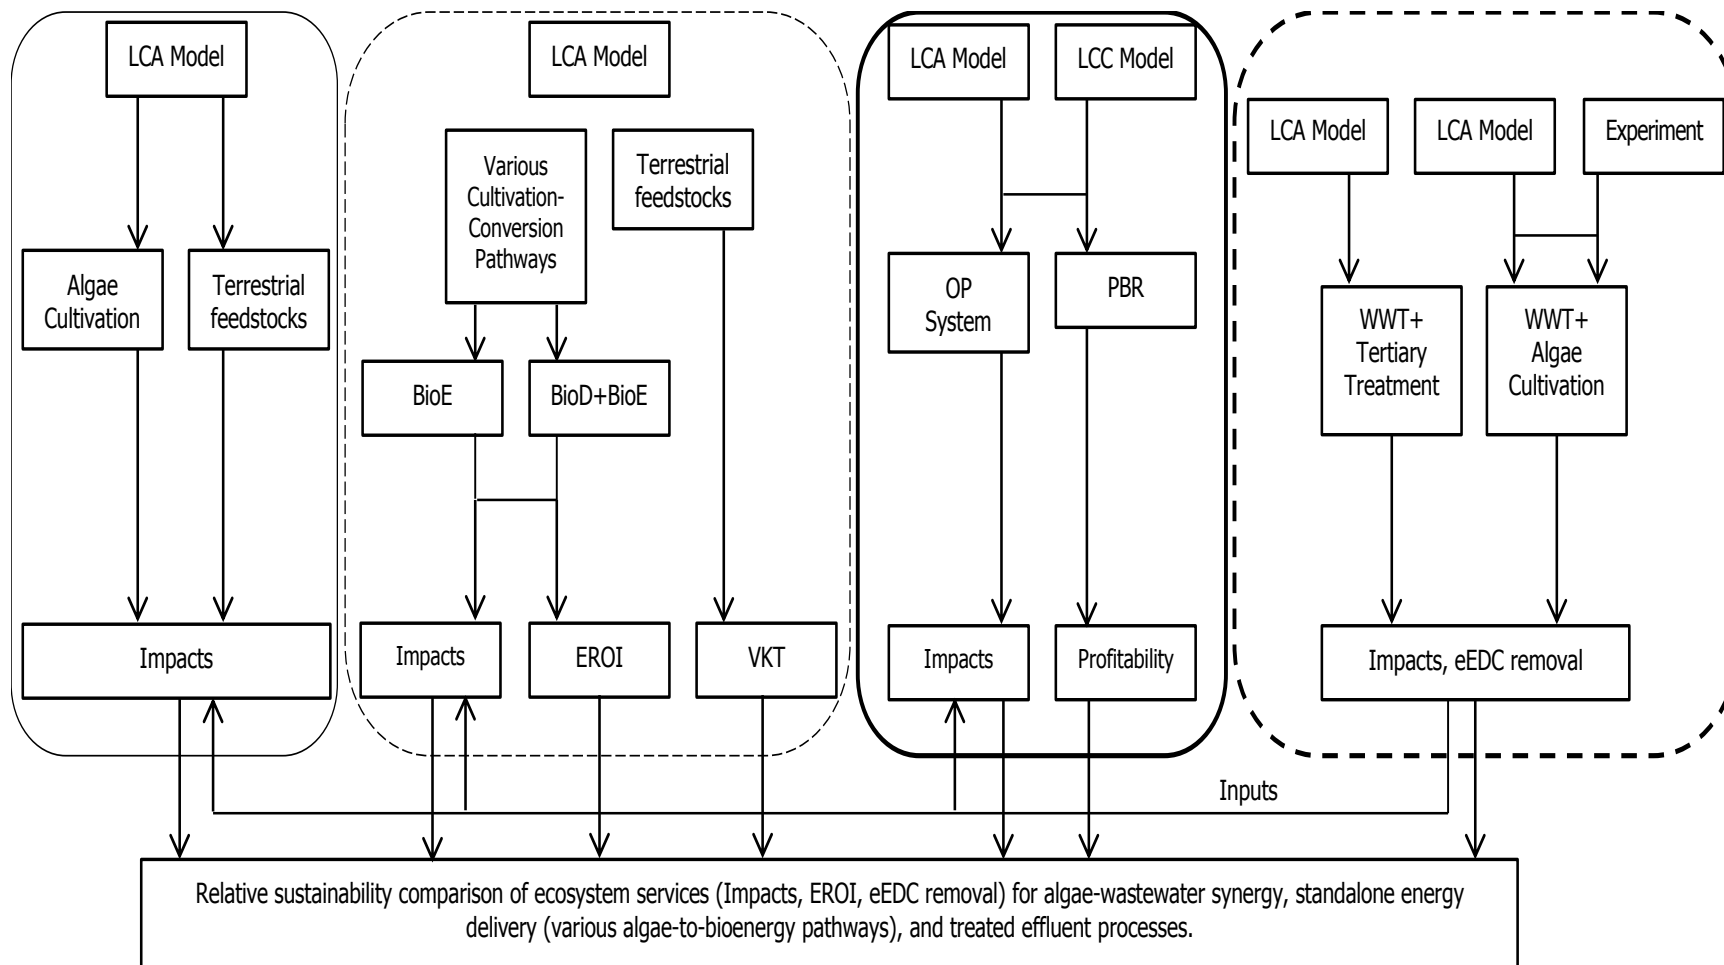 LCA Model
Algae
Cultivation
Terrestrial
feedstocks
Impacts
LCA Model
Various
Cultivation-
Conversion
Pathways
Terrestrial
feedstocks
BioE
BioD+BioE
Impacts
EROI
VKT
LCA Model
LCC Model
OP
System
PBR
Impacts
Profitability
LCA Model
LCA Model
Experiment
WWT+
Tertiary
Treatment
WWT+
Algae
Cultivation
Impacts, eEDC removal
Inputs
Relative sustainability comparison of ecosystem services (Impacts, EROI, eEDC removal) for algae-wastewater synergy, standalone energy
delivery (various algae-to-bioenergy pathways), and treated effluent processes.